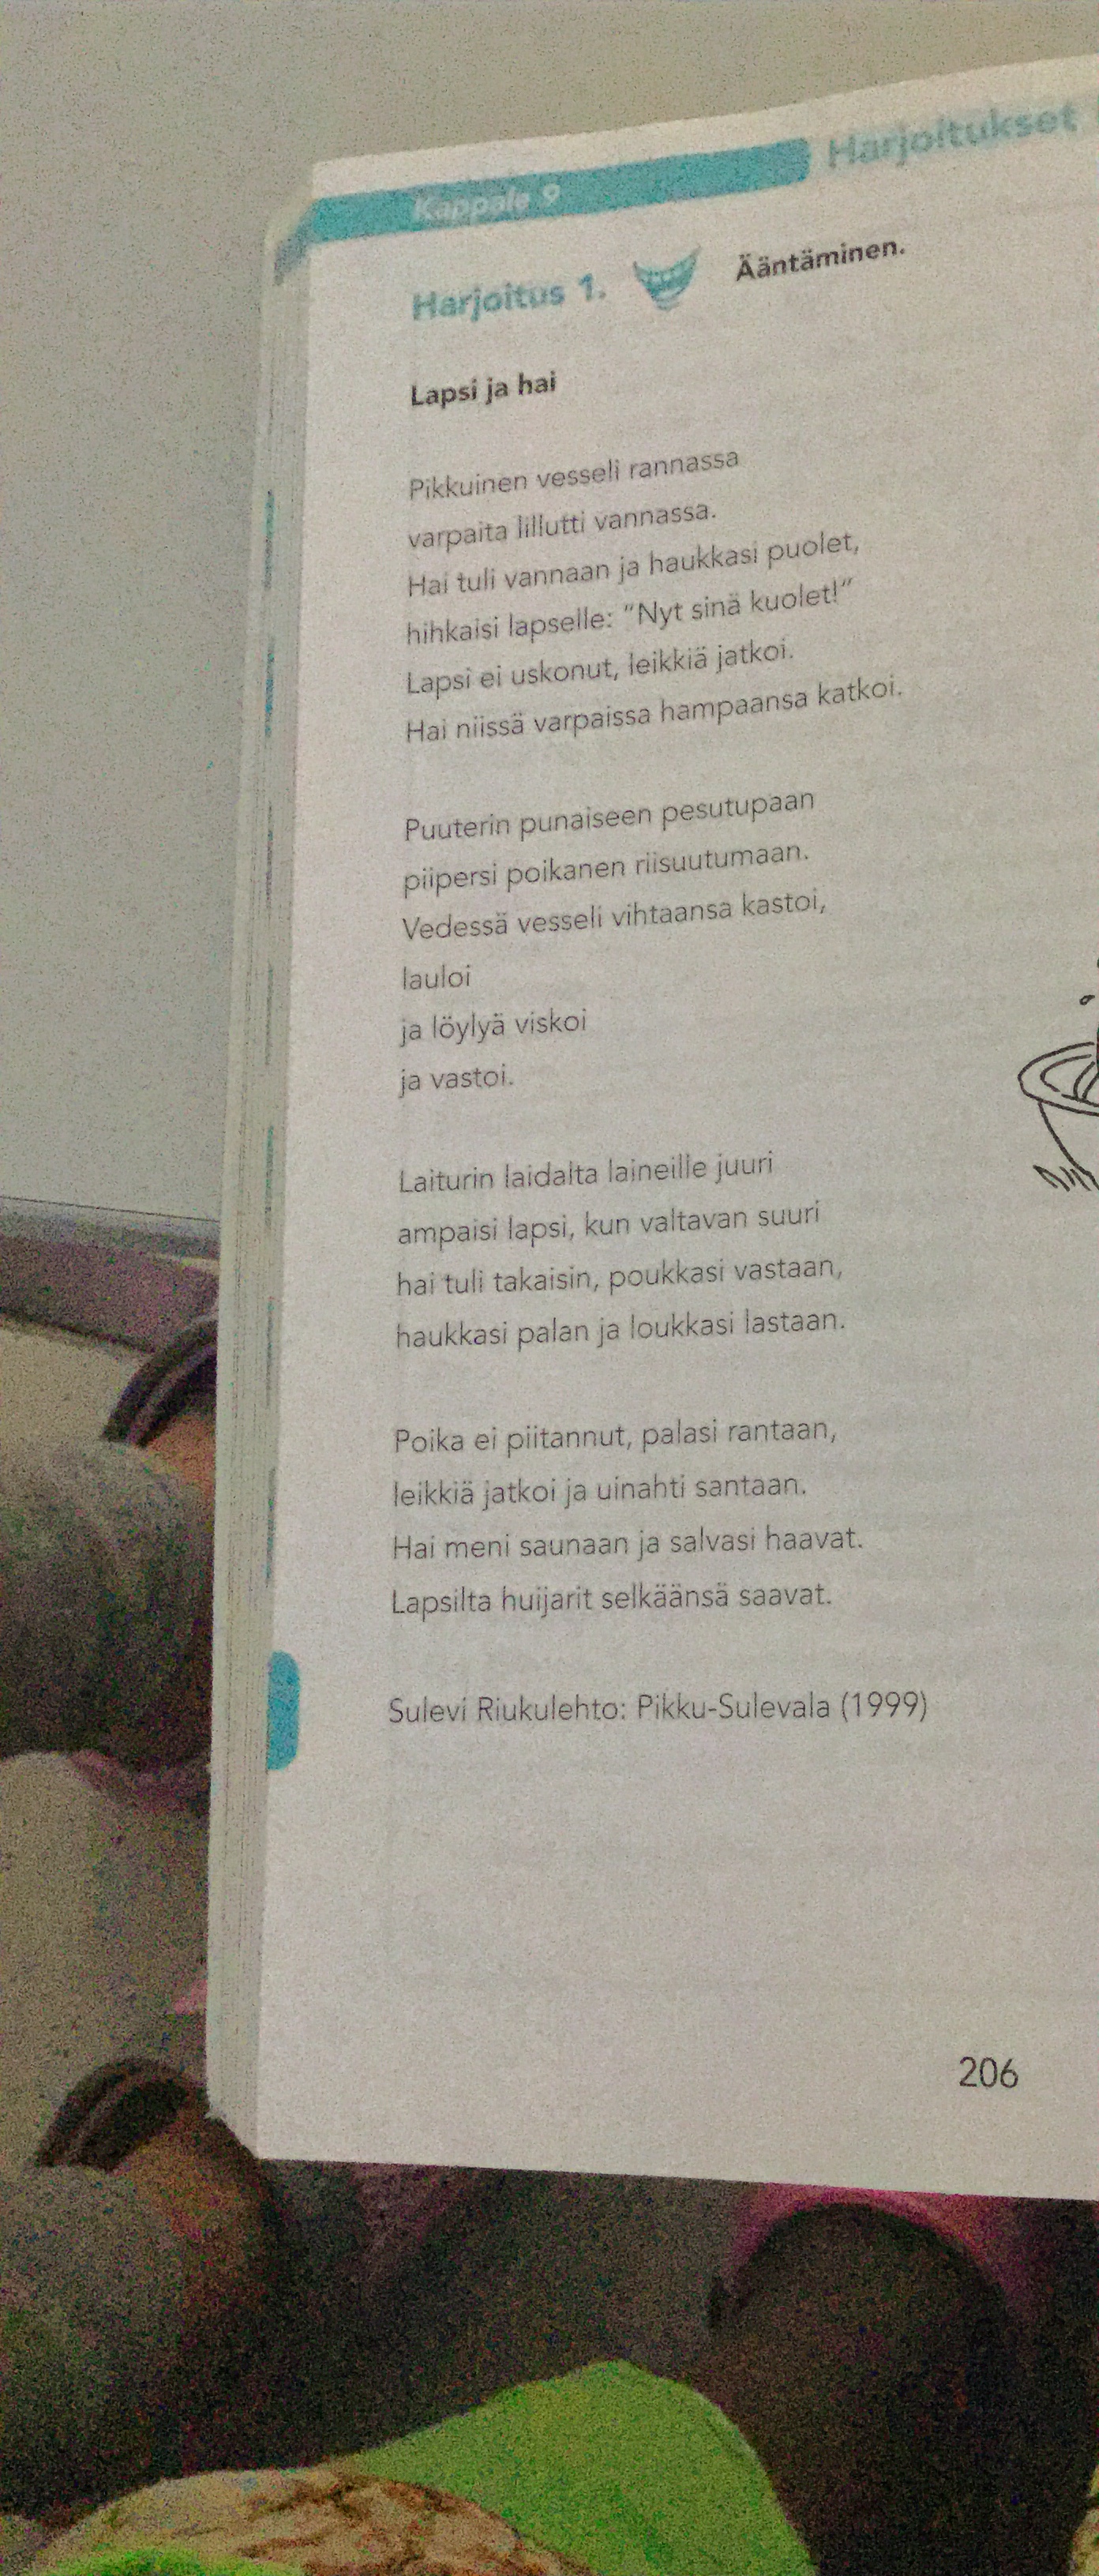 Kappale 9
Harjoitukset
Harjoitus 1.
Ääntäminen.
Lapsi ja hai
Pikkuinen vesseli rannassa
varpaita lillutti vannassa.
Hai tuli vannaan ja haukkasi puolet,
hihkaisi lapselle: "Nyt sinä kuolet!"
Lapsi ei uskonut, leikkiä jatkoi.
Hai niissä varpaissa hampaansa katkoi.
Puuterin punaiseen pesutupaan
piipersi poikanen riisuutumaan.
Vedessä vesseli vihtaansa kastoi,
lauloi
ja löylyä viskoi
ja vastoi.
Laiturin laidalta laineille juuri
ampaisi lapsi, kun valtavan suuri
hai tuli takaisin, poukkasi vastaan,
haukkasi palan ja loukkasi lastaan.
Poika ei piitannut, palasi rantaan,
leikkiä jatkoi ja uinahti santaan.
Hai meni saunaan ja salvasi haavat.
Lapsilta huijarit selkäänsä saavat.
Sulevi Riukulehto: Pikku-Sulevala (1999)
206